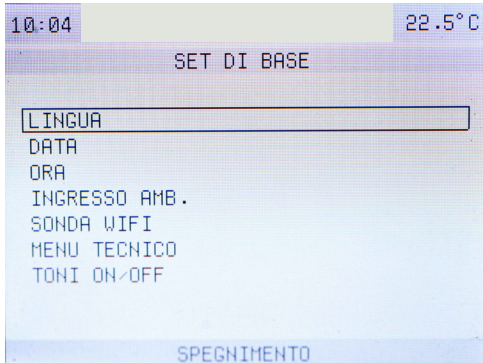 10:04
22.5°C
SET DI BASE
LINGUA
DATA
ORA
INGRESSO AMB.
SONDA WIFI
MENU TECNICO
TONI ON/OFF
SPEGNIMENTO